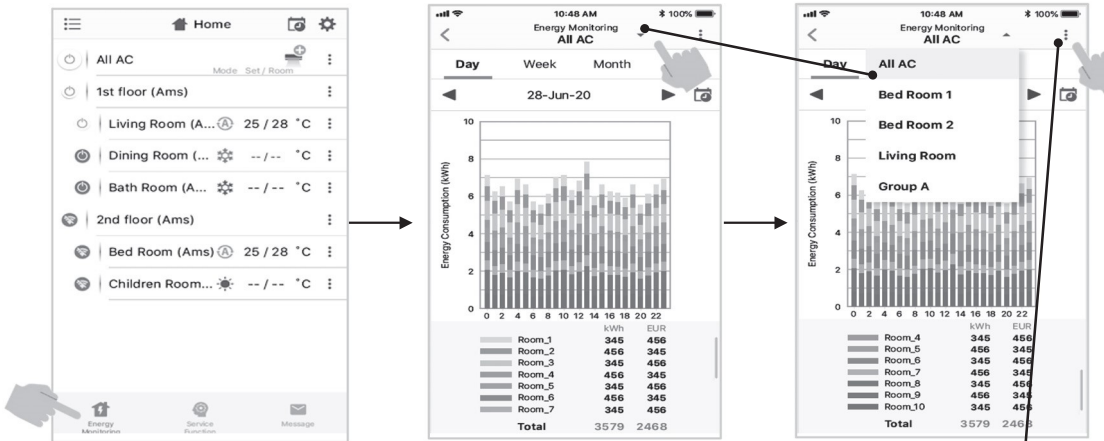 Home
All AC
Mode Set / Room
1st floor (Ams)
Living Room (A... A 25 / 28 °C
Dining Room (... -- / -- °C
Bath Room (A... -- / -- °C
2nd floor (Ams)
Bed Room (Ams) A 25 / 28 °C
Children Room... -- / -- °C
Energy Monitoring
Service Function
Message
10:48 AM 100%
Energy Monitoring
All AC
Day Week Month
28-Jun-20
Energy Consumption (kWh)
10
8
6
4
2
0
0 2 4 6 8 10 12 14 16 18 20 22
kWh EUR
Room_1 345 456
Room_2 456 345
Room_3 345 456
Room_4 345 456
Room_5 345 456
Room_6 456 345
Room_7 345 456
Total 3579 2468
10:48 AM 100%
Energy Monitoring
All AC
Day
All AC
Bed Room 1
Bed Room 2
Living Room
Group A
Energy Consumption (kWh)
10
8
6
4
2
0
0 2 4 6 8 10 12 14 16 18 20 22
kWh EUR
Room_4 345 456
Room_5 456 345
Room_6 345 456
Room_7 456 345
Room_8 345 456
Room_9 456 345
Room_10 345 456
Total 3579 2468